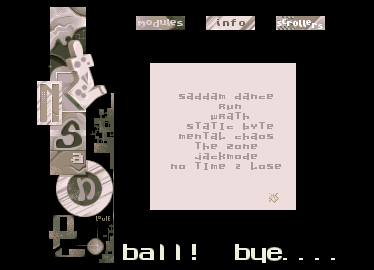 modules info scrollers
saddam dance
Run
wRaTh
sTaTIc byTe
menTaL chaos
The zone
jackmode
no TIme 2 Lose
ball!  bye....